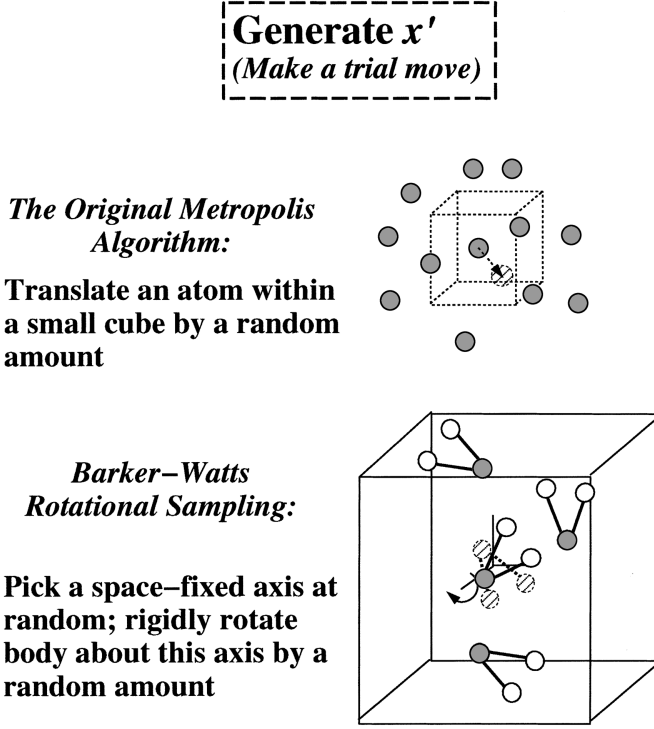 Generate x'
(Make a trial move)
The Original Metropolis
Algorithm:
Translate an atom within
a small cube by a random
amount
Barker−Watts
Rotational Sampling:
Pick a space−fixed axis at
random; rigidly rotate
body about this axis by a
random amount